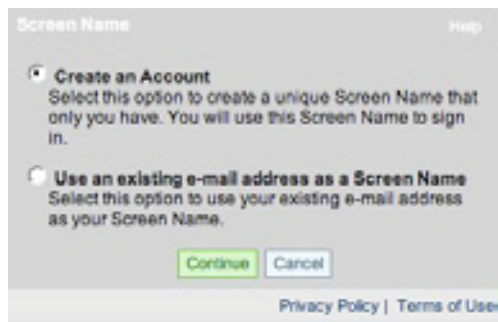 Screen Name Help
Create an Account
Select this option to create a unique Screen Name that
only you have. You will use this Screen Name to sign
in.
Use an existing e-mail address as a Screen Name
Select this option to use your existing e-mail address
as your Screen Name.
Continue Cancel
Privacy Policy | Terms of Use